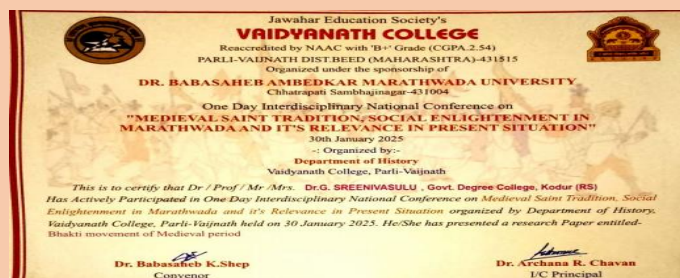 Jawahar Education Society's
VAIDYANATH COLLEGE
Reaccredited by NAAC with 'B+' Grade (CGPA.2.54)
PARLI-VAIJNATH DIST.BEED (MAHARASHTRA)-431515
Organized under the sponsorship of
DR. BABASAHEB AMBEDKAR MARATHWADA UNIVERSITY
Chhatrapati Sambhajinagar-431004
One Day Interdisciplinary National Conference on
"MEDIEVAL SAINT TRADITION, SOCIAL ENLIGHTENMENT IN
MARATHWADA AND IT'S RELEVANCE IN PRESENT SITUATION"
30th January 2025
-: Organized by:-
Department of History
Vaidyanath College, Parli-Vaijnath
This is to certify that Dr / Prof / Mr /Mrs. Dr.G. SREENIVASULU , Govt. Degree College, Kodur (RS)
Has Actively Participated in One Day Interdisciplinary National Conference on Medieval Saint Tradition, Social
Enlightenment in Marathwada and it's Relevance in Present Situation organized by Department of History,
Vaidyanath College, Parli-Vaijnath held on 30 January 2025. He/She has presented a research Paper entitled-
Bhakti movement of Medieval period
Dr. Babasaheb K.Shep
Convenor
Dr. Archana R. Chavan
I/C Principal